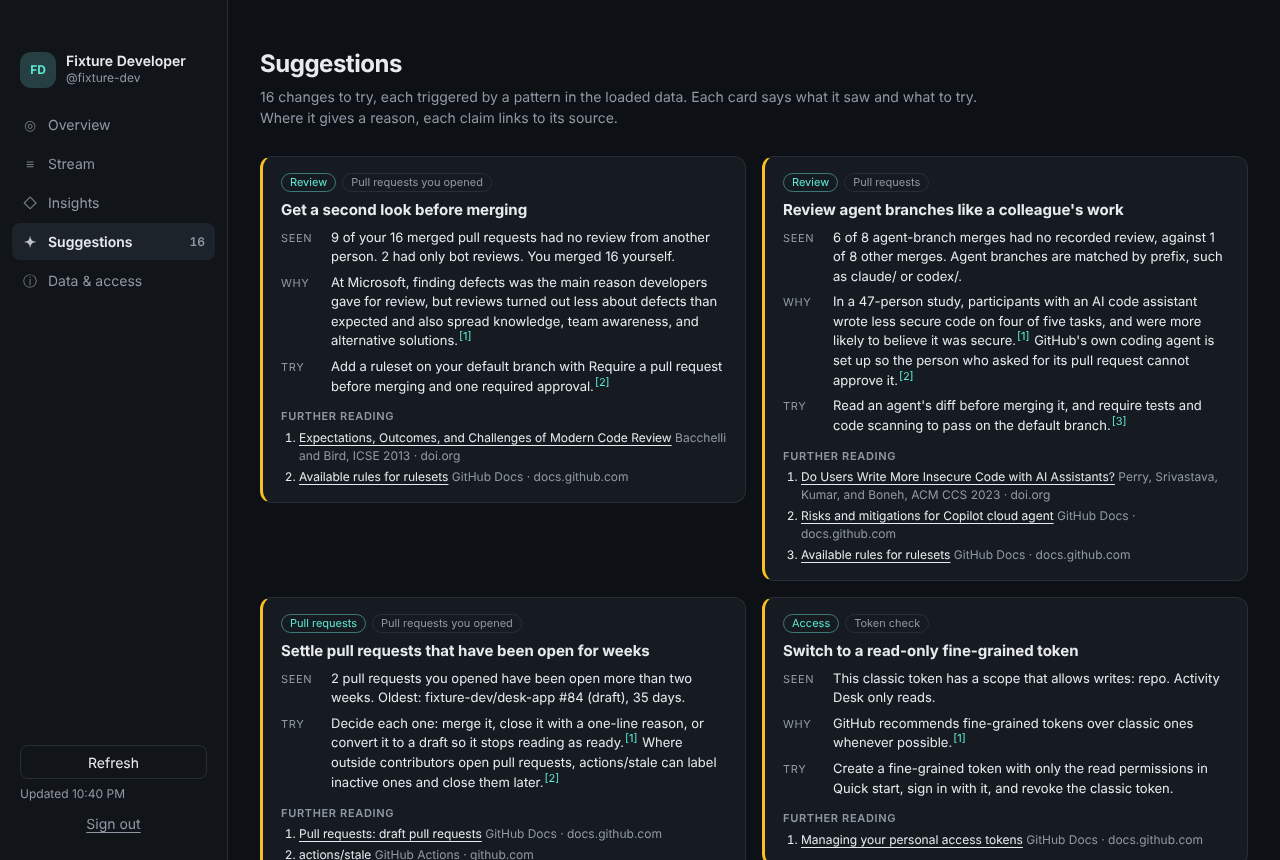 FD
Fixture Developer
@fixture-dev
Overview
Stream
Insights
Suggestions 16
Data & access
Refresh
Updated 10:40 PM
Sign out
Suggestions
16 changes to try, each triggered by a pattern in the loaded data. Each card says what it saw and what to try.
Where it gives a reason, each claim links to its source.
Review Pull requests you opened
Get a second look before merging
SEEN 9 of your 16 merged pull requests had no review from another
person. 2 had only bot reviews. You merged 16 yourself.
WHY At Microsoft, finding defects was the main reason developers
gave for review, but reviews turned out less about defects than
expected and also spread knowledge, team awareness, and
alternative solutions.[1]
TRY Add a ruleset on your default branch with Require a pull request
before merging and one required approval.[2]
FURTHER READING
1. Expectations, Outcomes, and Challenges of Modern Code Review Bacchelli
and Bird, ICSE 2013 · doi.org
2. Available rules for rulesets GitHub Docs · docs.github.com
Review Pull requests
Review agent branches like a colleague's work
SEEN 6 of 8 agent-branch merges had no recorded review, against 1
of 8 other merges. Agent branches are matched by prefix, such
as claude/ or codex/.
WHY In a 47-person study, participants with an AI code assistant
wrote less secure code on four of five tasks, and were more
likely to believe it was secure.[1] GitHub's own coding agent is
set up so the person who asked for its pull request cannot
approve it.[2]
TRY Read an agent's diff before merging it, and require tests and
code scanning to pass on the default branch.[3]
FURTHER READING
1. Do Users Write More Insecure Code with AI Assistants? Perry, Srivastava,
Kumar, and Boneh, ACM CCS 2023 · doi.org
2. Risks and mitigations for Copilot cloud agent GitHub Docs ·
docs.github.com
3. Available rules for rulesets GitHub Docs · docs.github.com
Pull requests Pull requests you opened
Settle pull requests that have been open for weeks
SEEN 2 pull requests you opened have been open more than two
weeks. Oldest: fixture-dev/desk-app #84 (draft), 35 days.
TRY Decide each one: merge it, close it with a one-line reason, or
convert it to a draft so it stops reading as ready.[1] Where
outside contributors open pull requests, actions/stale can label
inactive ones and close them later.[2]
FURTHER READING
1. Pull requests: draft pull requests GitHub Docs · docs.github.com
2. actions/stale GitHub Actions · github.com
Access Token check
Switch to a read-only fine-grained token
SEEN This classic token has a scope that allows writes: repo. Activity
Desk only reads.
WHY GitHub recommends fine-grained tokens over classic ones
whenever possible.[1]
TRY Create a fine-grained token with only the read permissions in
Quick start, sign in with it, and revoke the classic token.
FURTHER READING
1. Managing your personal access tokens GitHub Docs · docs.github.com